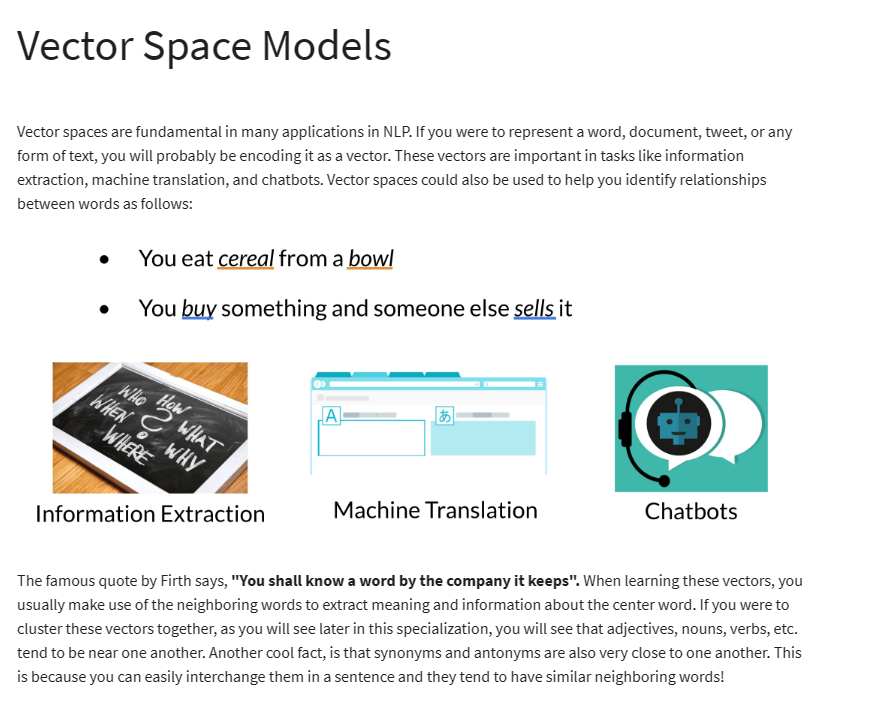 Vector Space Models
Vector spaces are fundamental in many applications in NLP. If you were to represent a word, document, tweet, or any
form of text, you will probably be encoding it as a vector. These vectors are important in tasks like information
extraction, machine translation, and chatbots. Vector spaces could also be used to help you identify relationships
between words as follows:
• You eat cereal from a bowl
• You buy something and someone else sells it
WHO HOW
WHEN ? WHAT
WHERE WHY
A あ
Information Extraction Machine Translation Chatbots
The famous quote by Firth says, "You shall know a word by the company it keeps". When learning these vectors, you
usually make use of the neighboring words to extract meaning and information about the center word. If you were to
cluster these vectors together, as you will see later in this specialization, you will see that adjectives, nouns, verbs, etc.
tend to be near one another. Another cool fact, is that synonyms and antonyms are also very close to one another. This
is because you can easily interchange them in a sentence and they tend to have similar neighboring words!